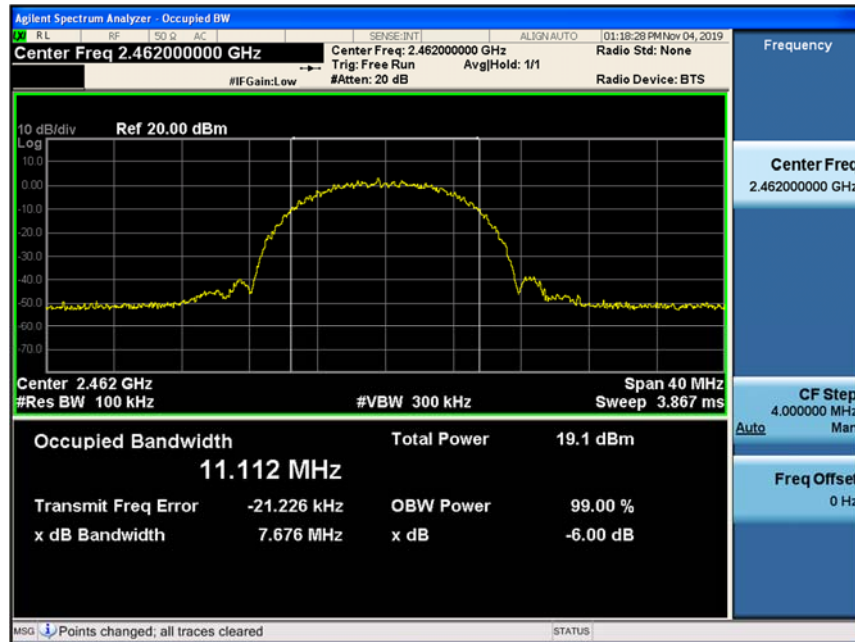 Agilent Spectrum Analyzer - Occupied BW
LXI RL RF 50 Ω AC SENSE:INT ALIGN AUTO 01:18:28 PM Nov 04, 2019
Center Freq 2.462000000 GHz
Center Freq: 2.462000000 GHz
Radio Std: None
Trig: Free Run Avg|Hold: 1/1
#IFGain:Low
#Atten: 20 dB
Radio Device: BTS
Frequency
10 dB/div Ref 20.00 dBm
Log
10.0
0.00
-10.0
-20.0
-30.0
-40.0
-50.0
-60.0
-70.0
Center Freq
2.462000000 GHz
Center 2.462 GHz
Span 40 MHz
#Res BW 100 kHz
#VBW 300 kHz
Sweep 3.867 ms
CF Step
4.000000 MHz
Auto Man
Occupied Bandwidth
Total Power 19.1 dBm
11.112 MHz
Transmit Freq Error -21.226 kHz OBW Power 99.00 %
x dB Bandwidth 7.676 MHz x dB -6.00 dB
Freq Offset
0 Hz
MSG Points changed; all traces cleared
STATUS